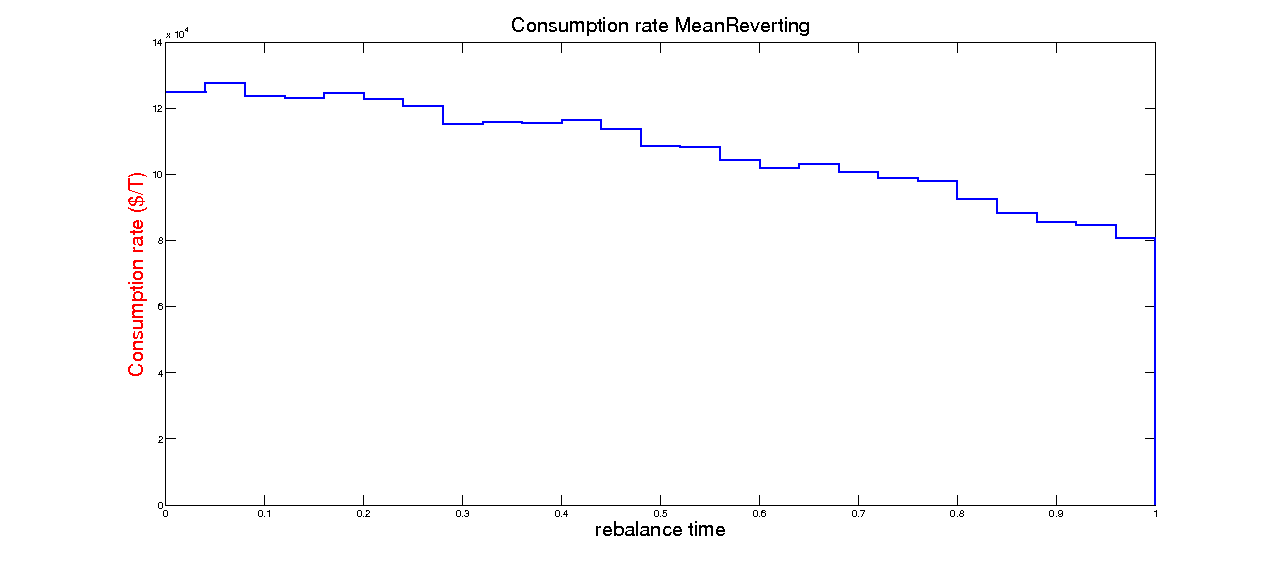 Consumption rate MeanReverting
x 10^4
14
12
10
8
6
4
2
0
Consumption rate ($/T)
0 0.1 0.2 0.3 0.4 0.5 0.6 0.7 0.8 0.9 1
rebalance time